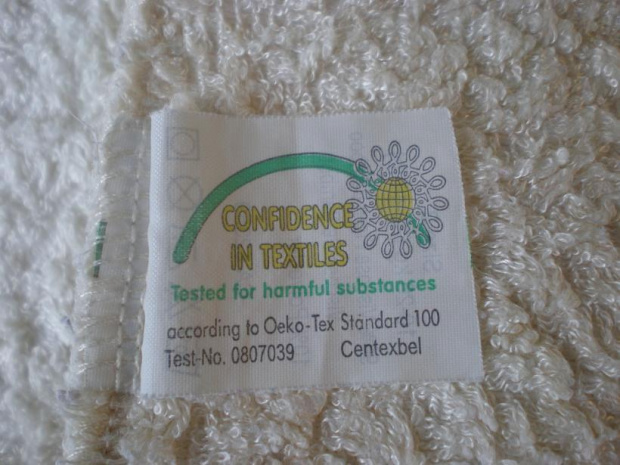 CONFIDENCE
IN TEXTILES
Tested for harmful substances
according to Oeko-Tex Standard 100
Test-No. 0807039 Centexbel